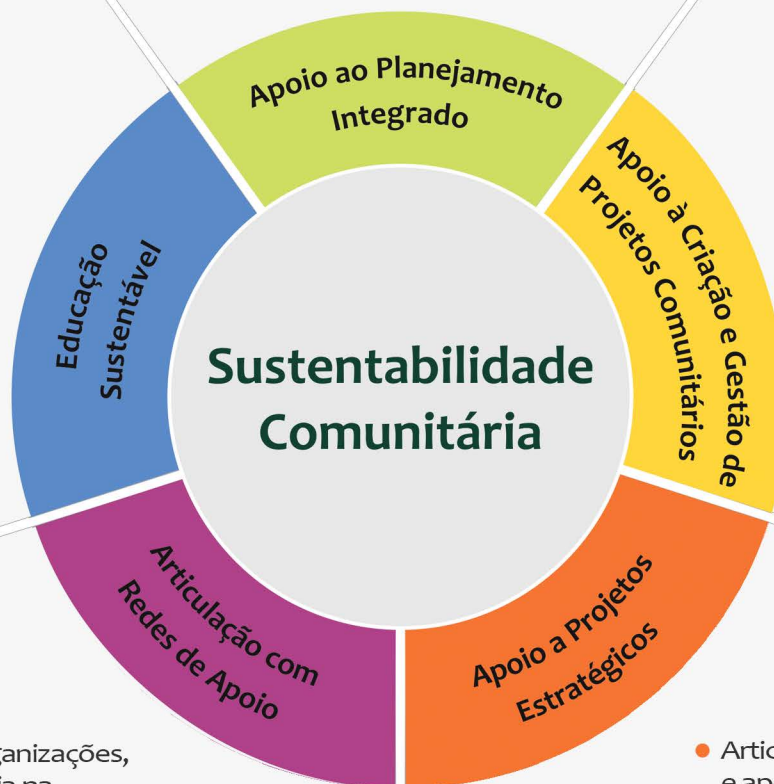 Apoio ao Planejamento
Integrado
Apoio à Criação e Gestão de
Projetos Comunitários
Educação
Sustentável
Sustentabilidade
Comunitária
Articulação com
Redes de Apoio
Apoio a Projetos
Estratégicos